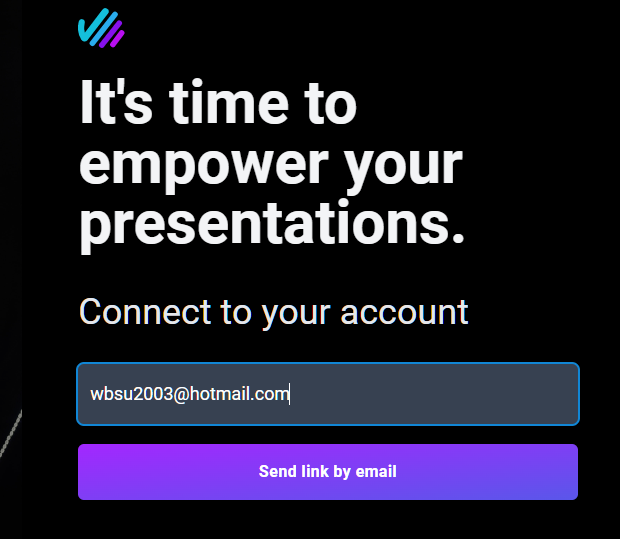 It's time to
empower your
presentations.
Connect to your account
wbsu2003@hotmail.com
Send link by email